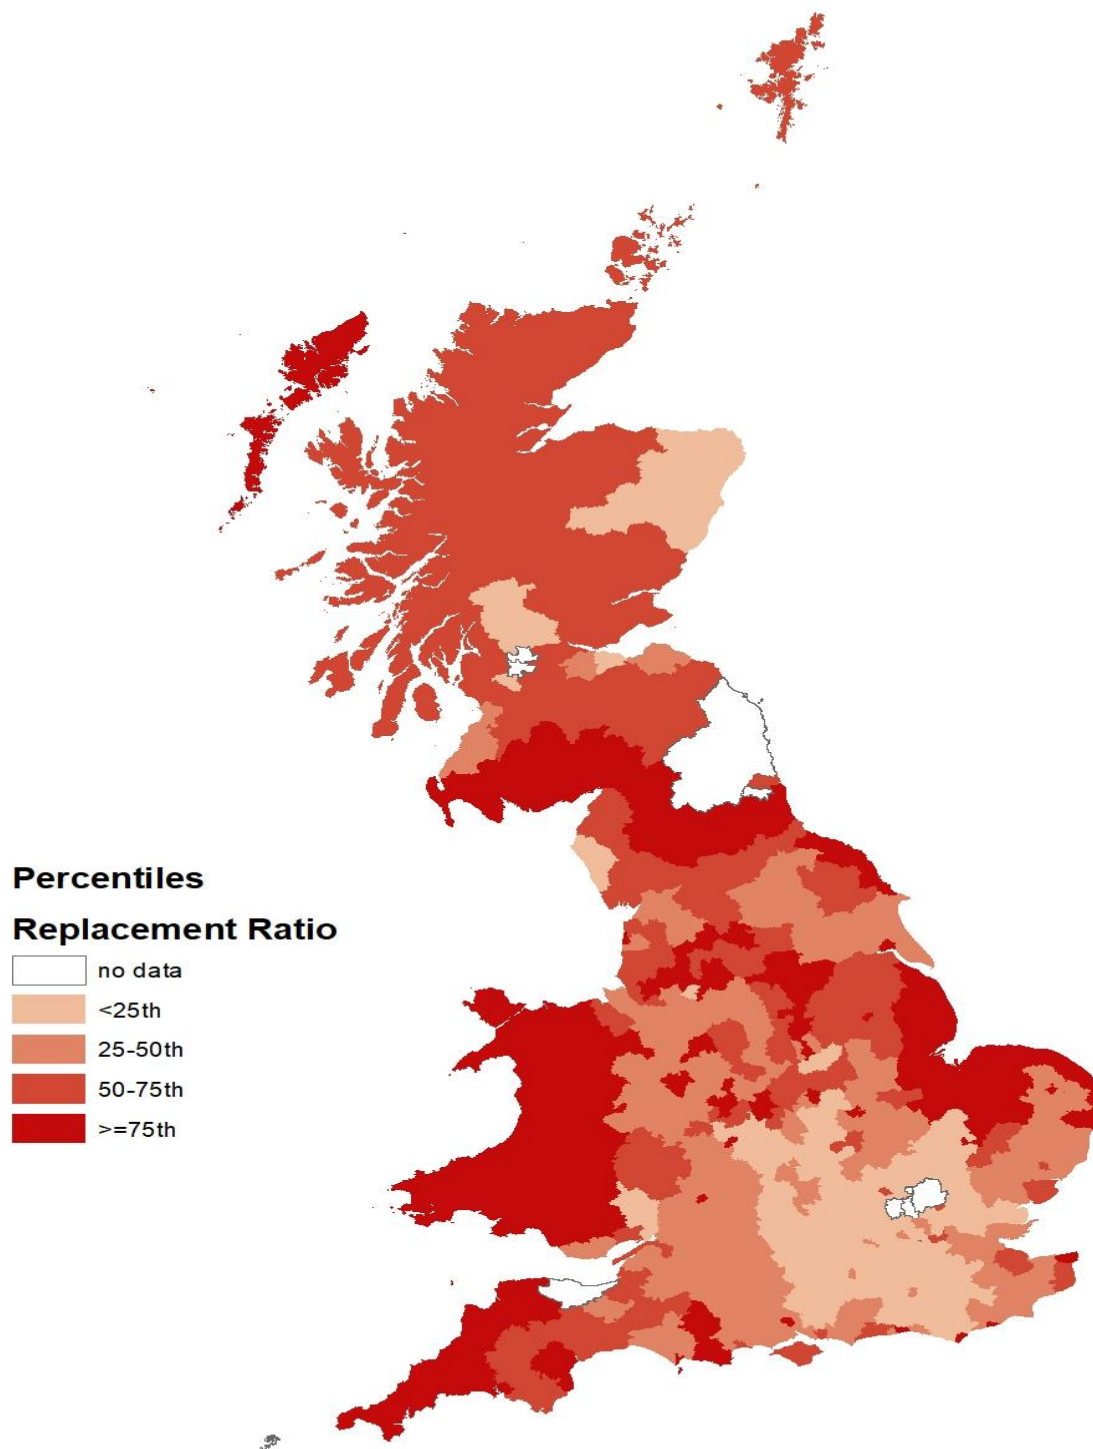 Percentiles
Replacement Ratio
no data
<25th
25-50th
50-75th
>=75th